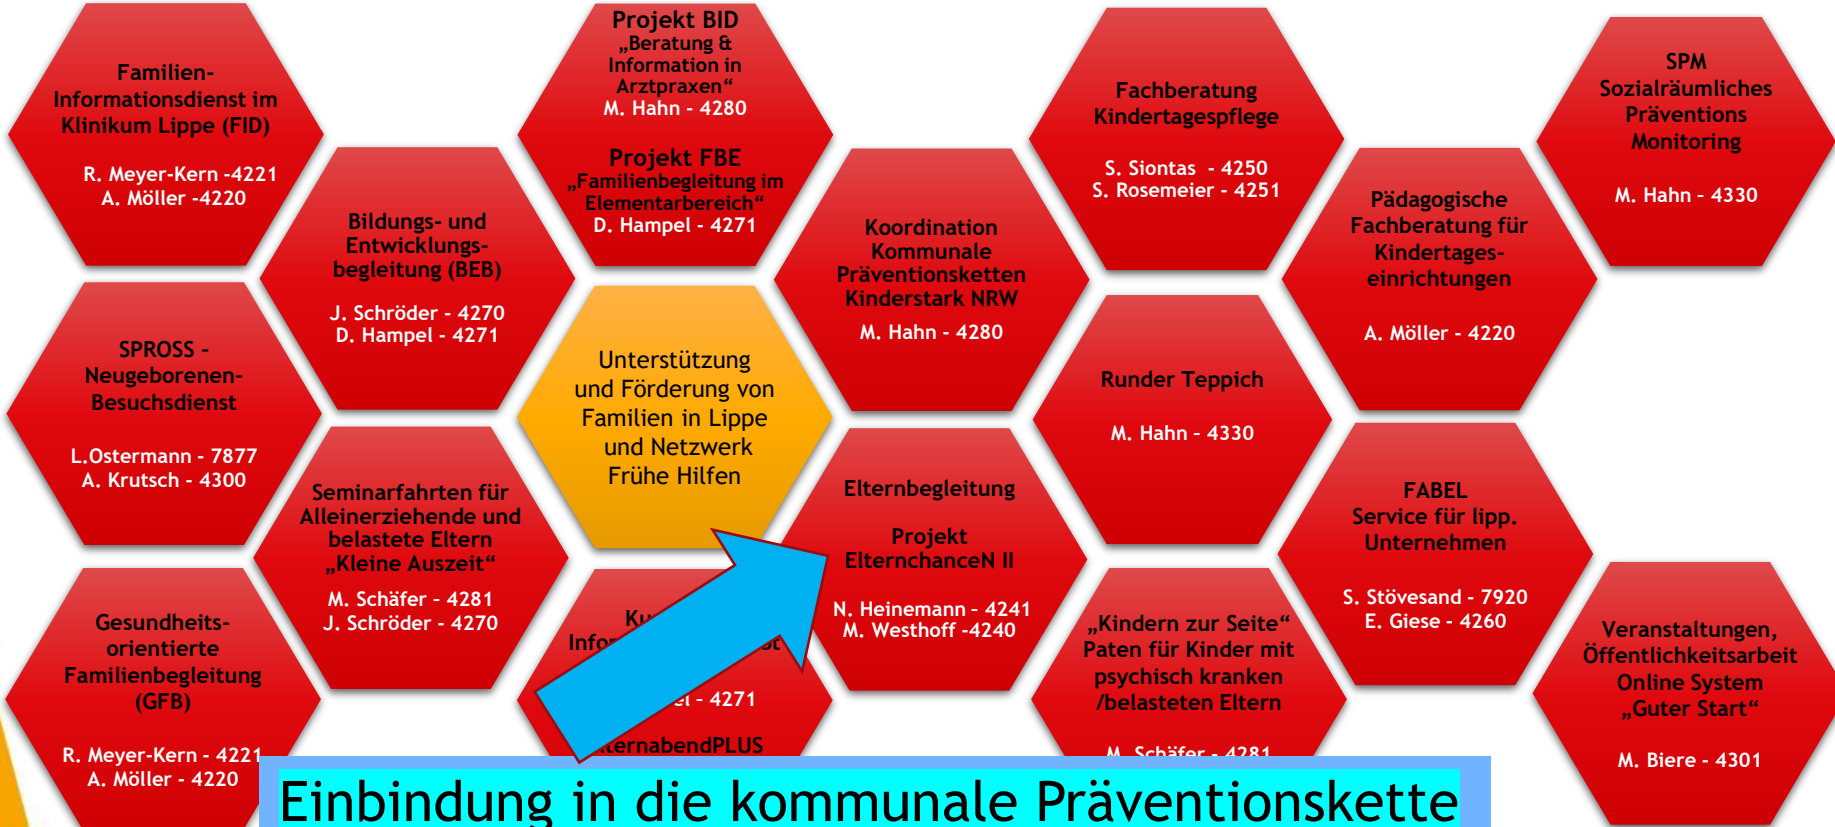 Familien-
Informationsdienst im
Klinikum Lippe (FID)
R. Meyer-Kern -4221
A. Möller -4220
Projekt BID
„Beratung &
Information in
Arztpraxen“
M. Hahn - 4280
Projekt FBE
„Familienbegleitung im
Elementarbereich“
D. Hampel - 4271
Fachberatung
Kindertagespflege
S. Siontas - 4250
S. Rosemeier - 4251
SPM
Sozialräumliches
Präventions
Monitoring
M. Hahn – 4330
Bildungs- und
Entwicklungs-
begleitung (BEB)
J. Schröder - 4270
D. Hampel - 4271
Koordination
Kommunale
Präventionsketten
Kinderstark NRW
M. Hahn - 4280
Pädagogische
Fachberatung für
Kindertages-
einrichtungen
A. Möller - 4220
SPROSS –
Neugeborenen-
Besuchsdienst
L.Ostermann - 7877
A. Krutsch - 4300
Unterstützung
und Förderung von
Familien in Lippe
und Netzwerk
Frühe Hilfen
Runder Teppich
M. Hahn – 4330
Seminarfahrten für
Alleinerziehende und
belastete Eltern
„Kleine Auszeit“
M. Schäfer – 4281
J. Schröder - 4270
Elternbegleitung
Projekt
ElternchanceN II
N. Heinemann – 4241
M. Westhoff -4240
FABEL
Service für lipp.
Unternehmen
S. Stövesand - 7920
E. Giese - 4260
Gesundheits-
orientierte
Familienbegleitung
(GFB)
R. Meyer-Kern - 4221
A. Möller - 4220
- 4271
„Kindern zur Seite“
Paten für Kinder mit
psychisch kranken
/belasteten Eltern
M. Schäfer - 4281
Veranstaltungen,
Öffentlichkeitsarbeit
Online System
„Guter Start“
M. Biere - 4301
Einbindung in die kommunale Präventionskette